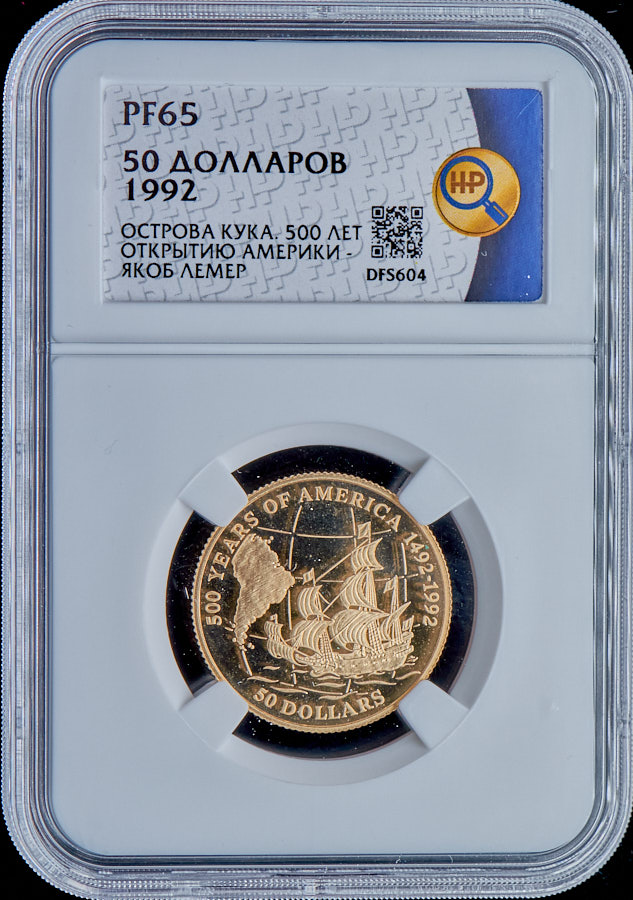 PF65
50 ДОЛЛАРОВ
1992
ОСТРОВА КУКА. 500 ЛЕТ
ОТКРЫТИЮ АМЕРИКИ -
ЯКОБ ЛЕМЕР
НР
DFS604
500 YEARS OF AMERICA 1492-1992
50 DOLLARS